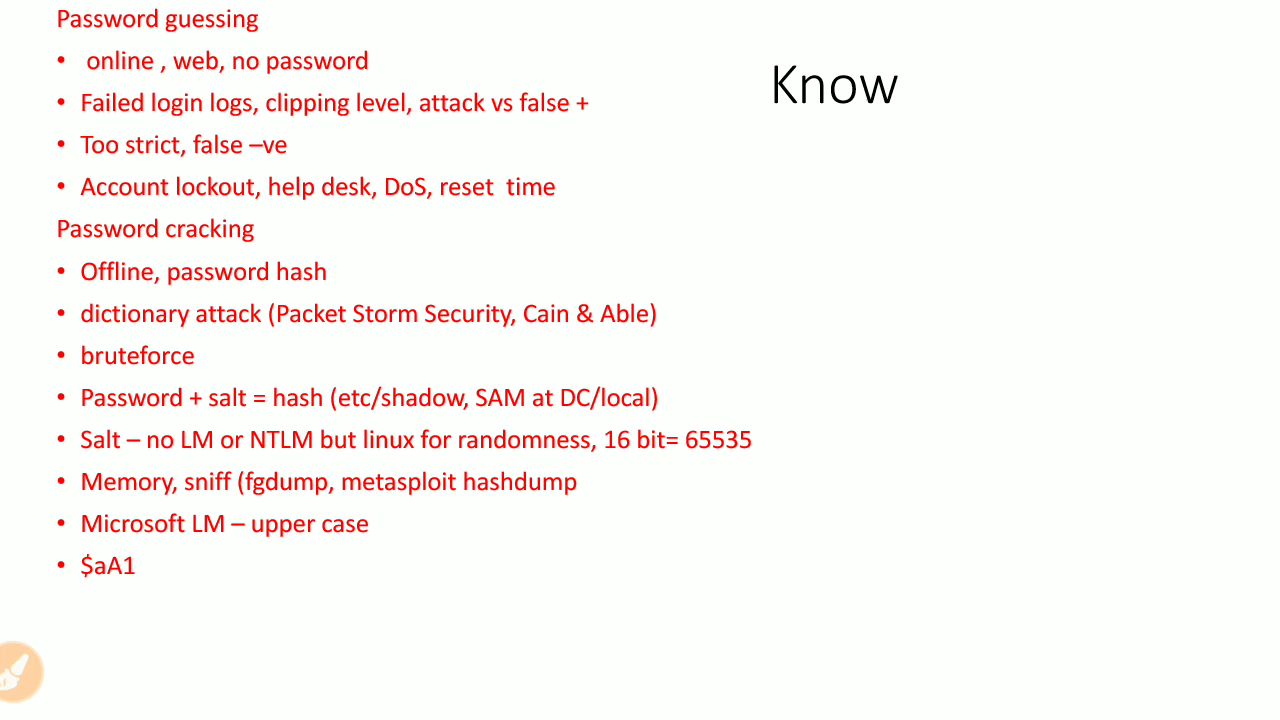 Password guessing
• online , web, no password
• Failed login logs, clipping level, attack vs false +
• Too strict, false –ve
• Account lockout, help desk, DoS, reset  time
Password cracking
• Offline, password hash
• dictionary attack (Packet Storm Security, Cain & Able)
• bruteforce
• Password + salt = hash (etc/shadow, SAM at DC/local)
• Salt – no LM or NTLM but linux for randomness, 16 bit= 65535
• Memory, sniff (fgdump, metasploit hashdump
• Microsoft LM – upper case
• $aA1
Know